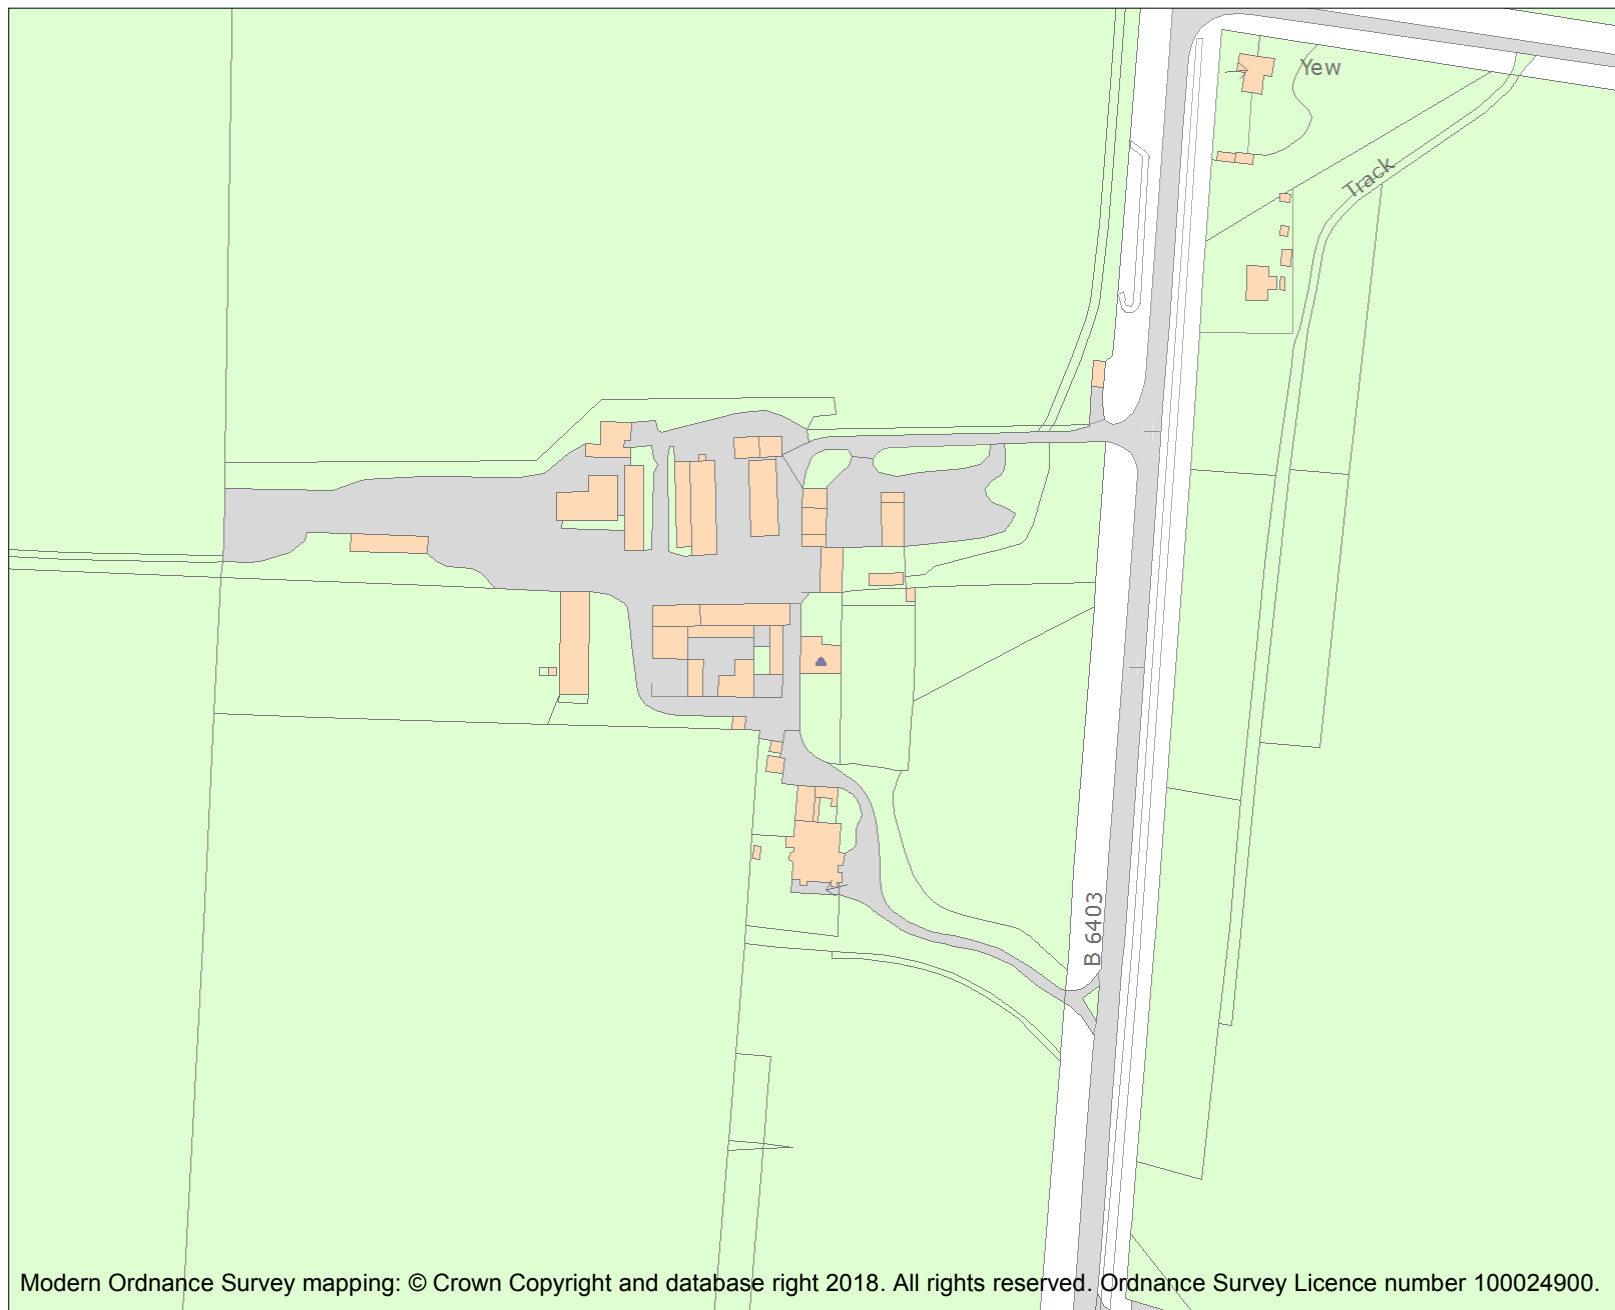 Yew
Track
B 6403
Modern Ordnance Survey mapping: © Crown Copyright and database right 2018. All rights reserved. Ordnance Survey Licence number 100024900.